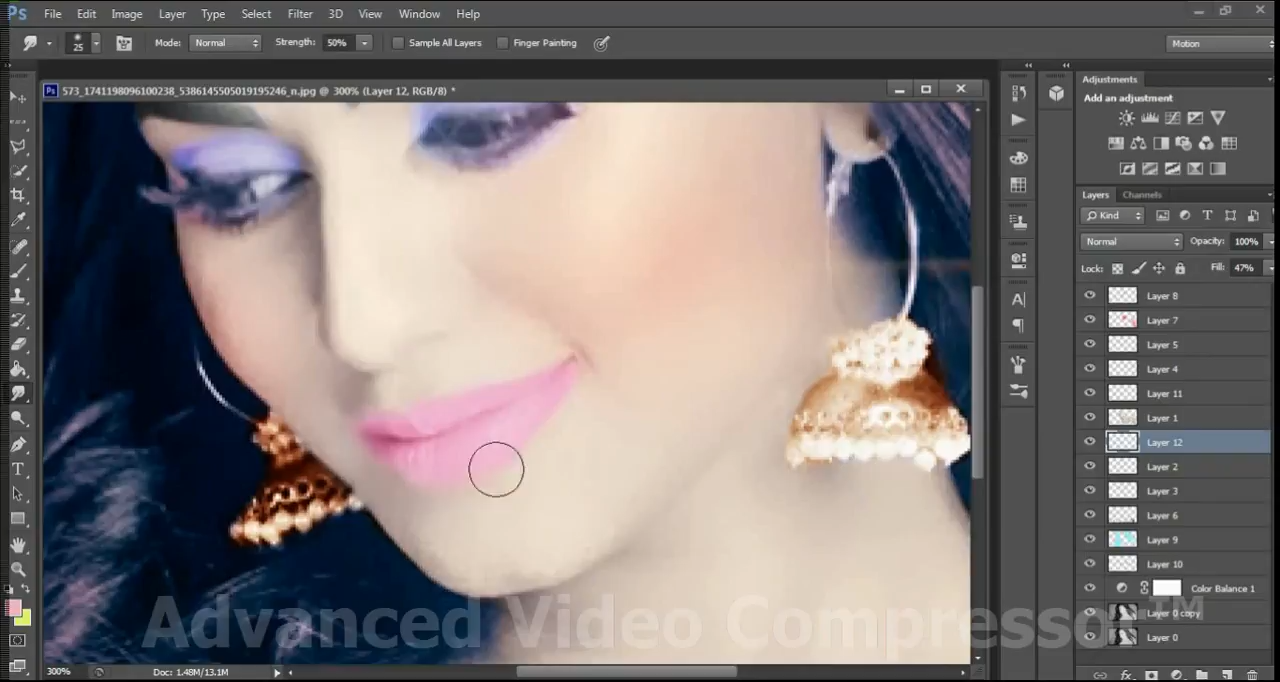 Ps File Edit Image Layer Type Select Filter 3D View Window Help
25 Mode: Normal Strength: 50% Sample All Layers Finger Painting Motion
Ps 573_1741198096100238_5386145505019195246_n.jpg @ 300% (Layer 12, RGB/8) *
Adjustments
Add an adjustment
Layers Channels
Kind
Normal Opacity: 100%
Lock: Fill: 47%
Layer 8
Layer 7
Layer 5
Layer 4
Layer 11
Layer 1
Layer 12
Layer 2
Layer 3
Layer 6
Layer 9
Layer 10
Color Balance 1
Layer 0 copy
Layer 0
Advanced Video Compressor™
300% Doc: 1.48M/13.1M